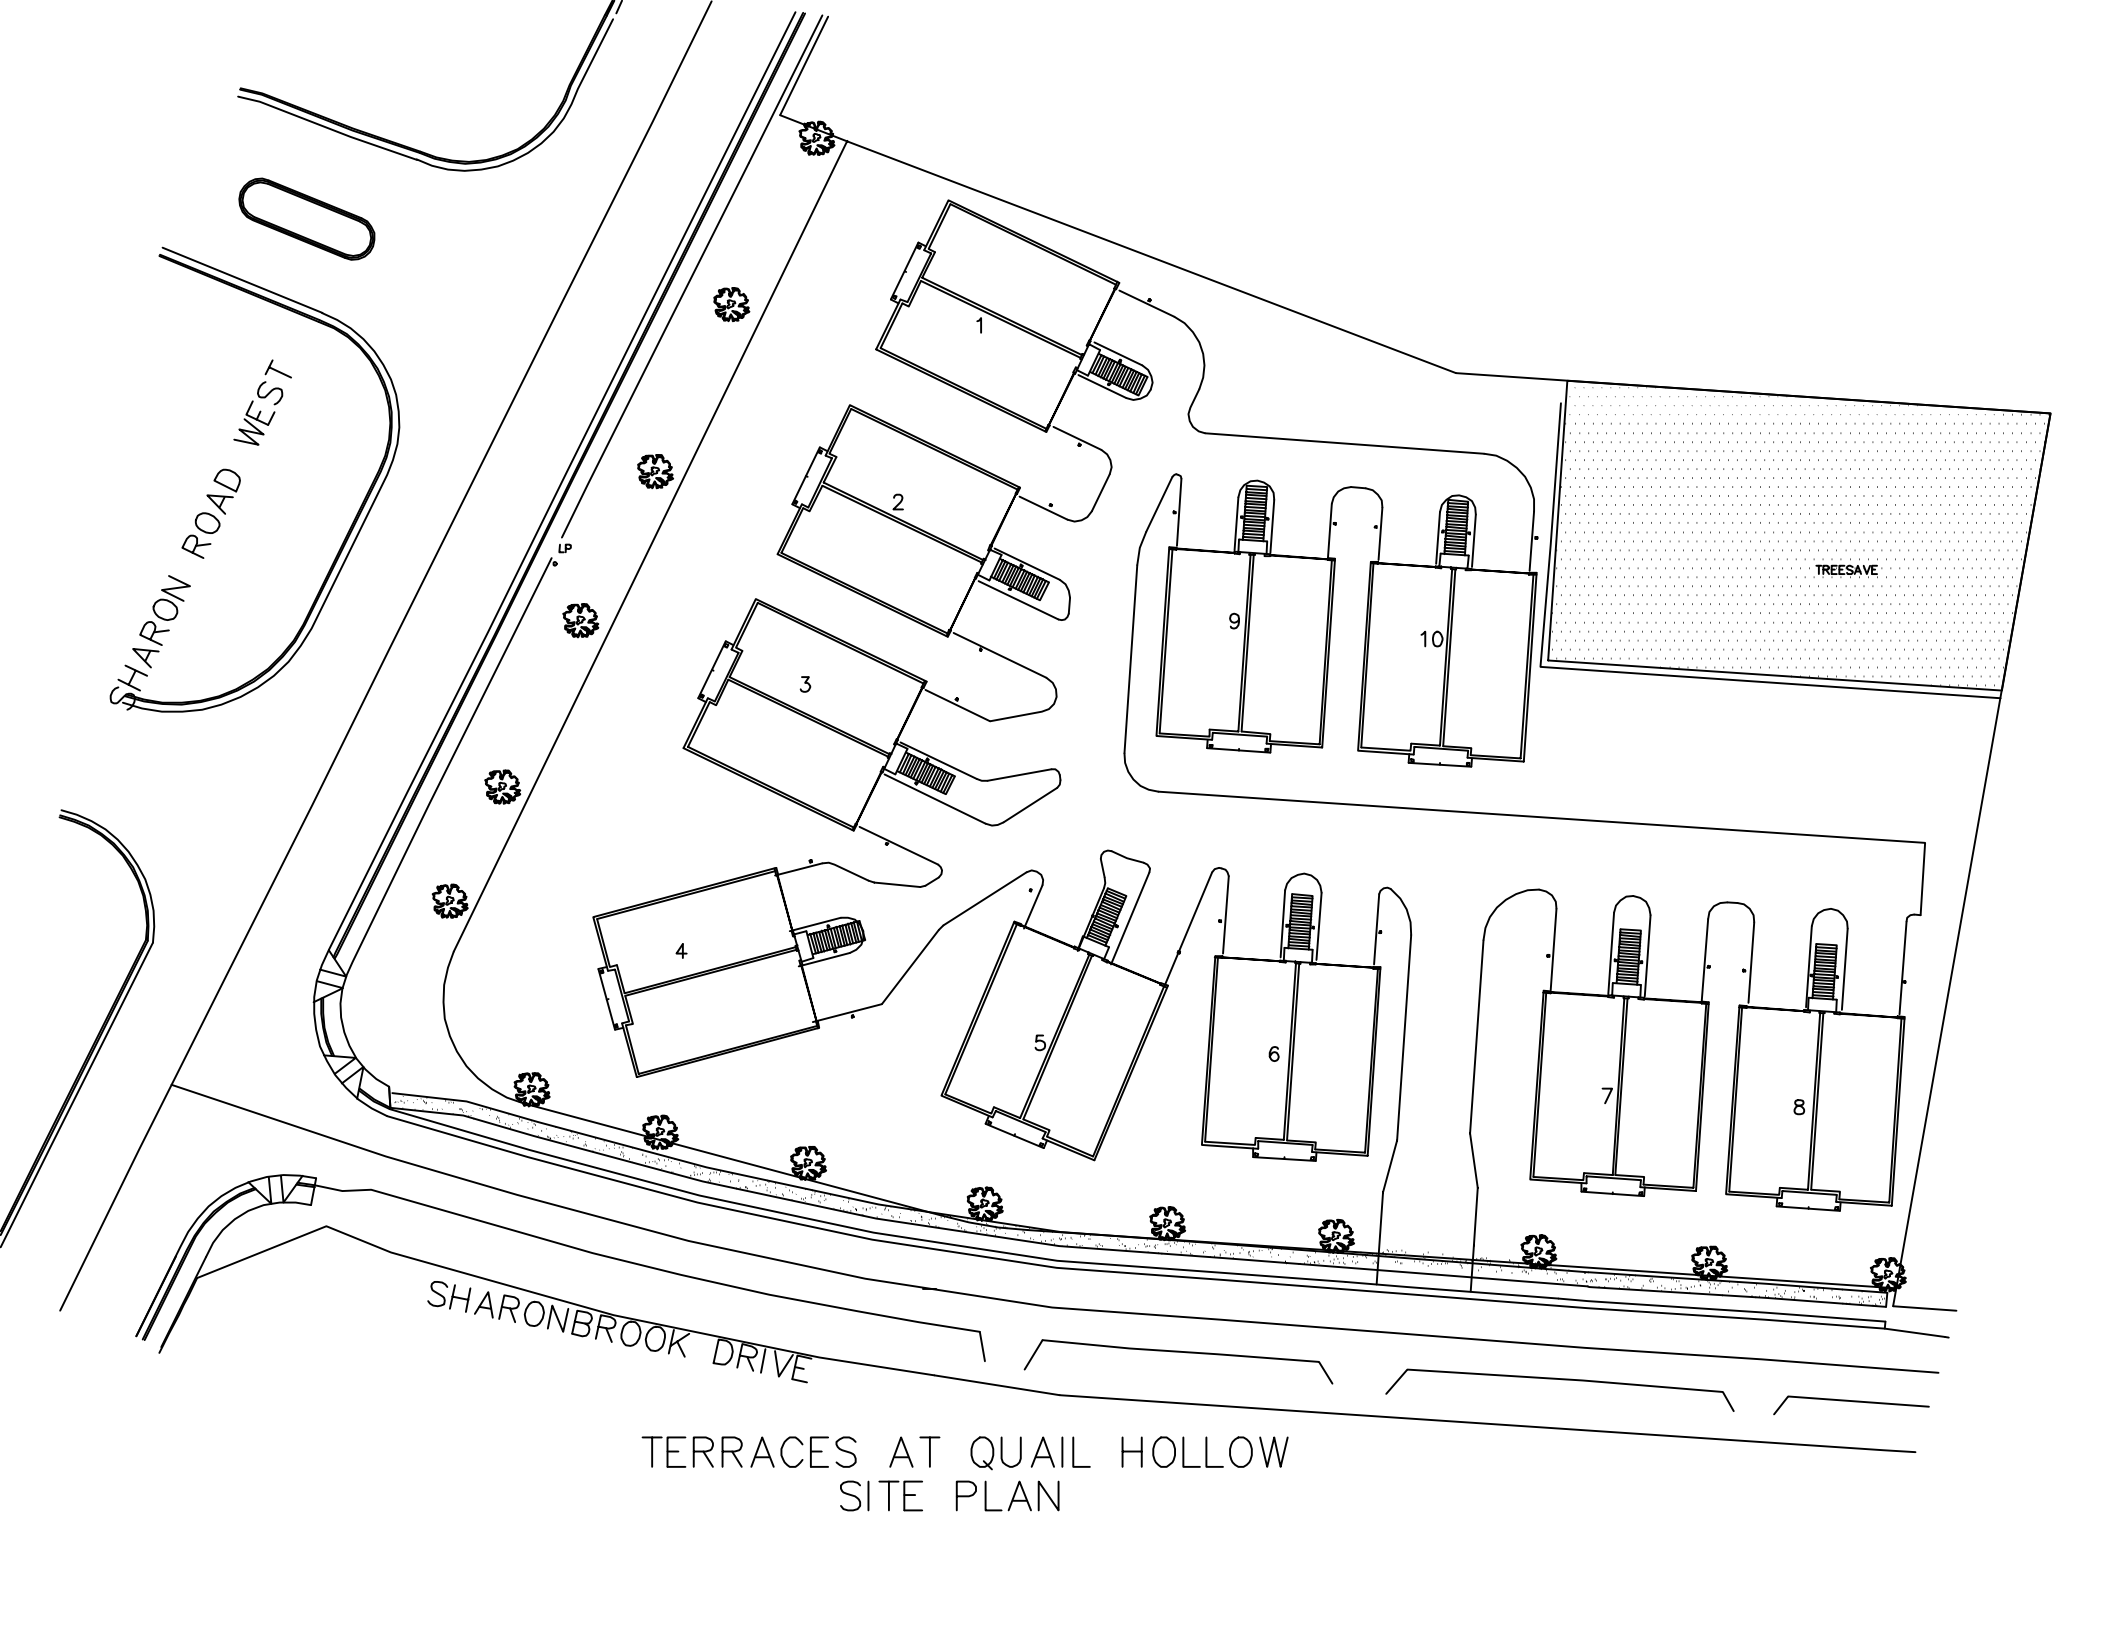 SHARON ROAD WEST
LP
1
2
3
4
5
6
7
8
9
10
TREESAVE
SHARONBROOK DRIVE
TERRACES AT QUAIL HOLLOW
SITE PLAN